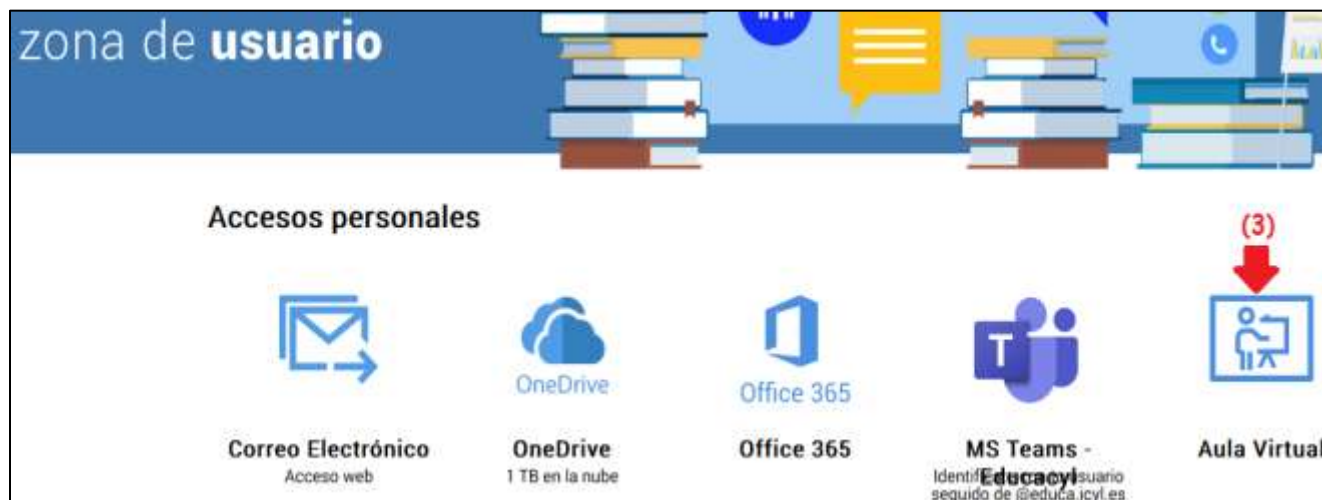 zona de usuario
Accesos personales
(3)
OneDrive
Office 365
T
Correo Electrónico
Acceso web
OneDrive
1 TB en la nube
Office 365
MS Teams -
Educacyl
usuario
seguido de @educa.jcyl.es
Aula Virtual